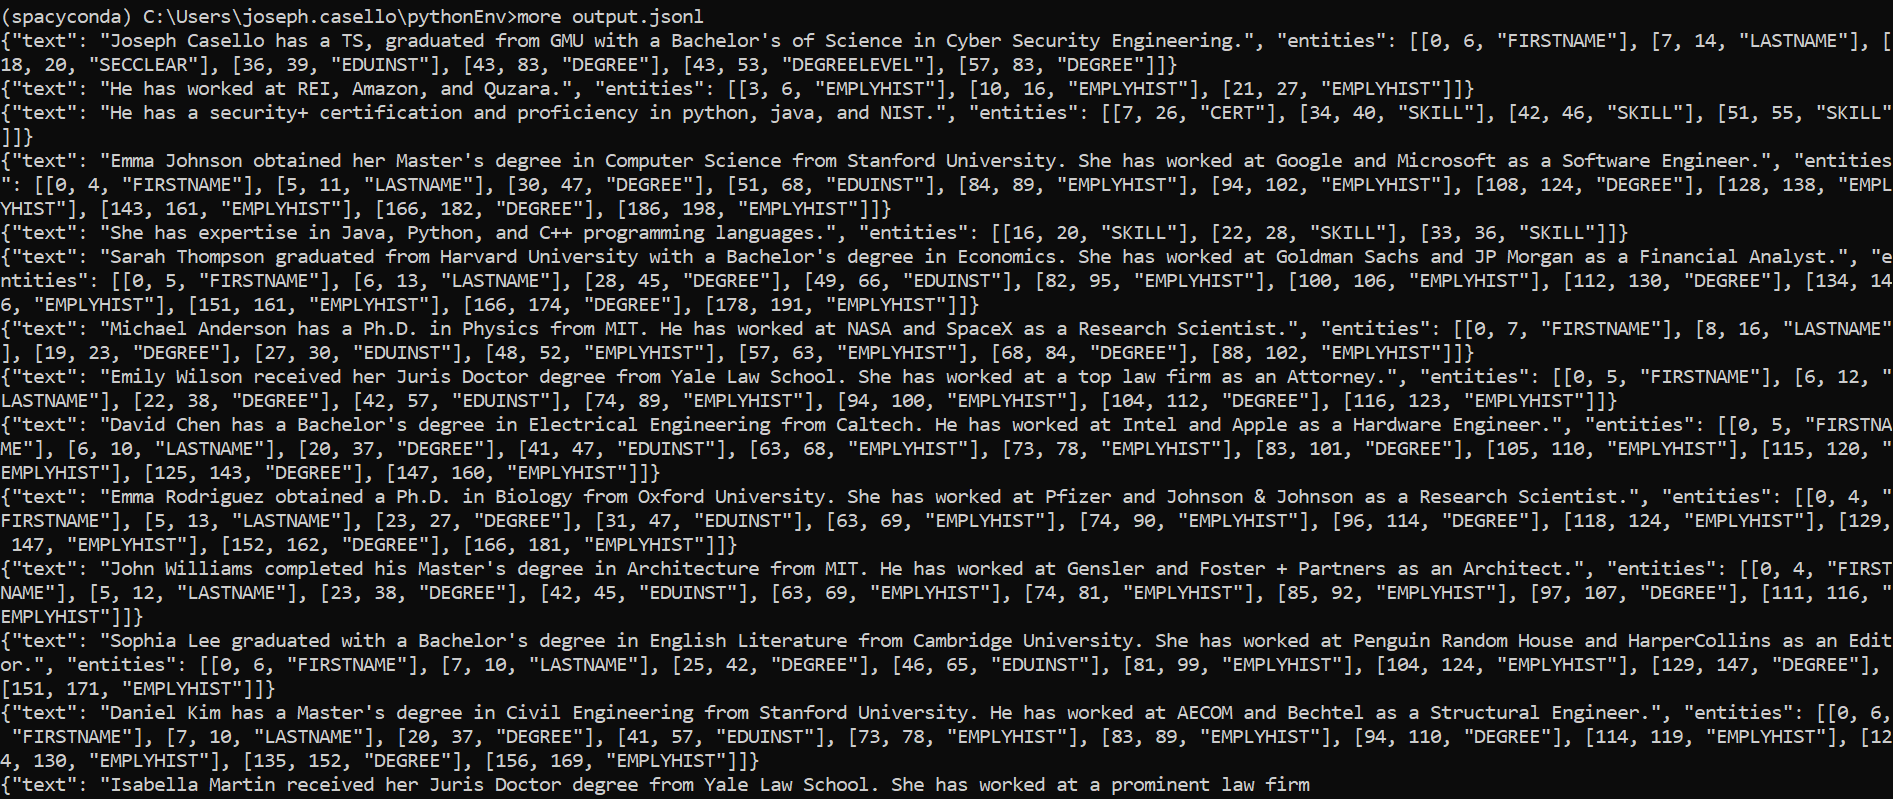 (spacyconda) C:\Users\joseph.casello\pythonEnv>more output.jsonl
{"text": "Joseph Casello has a TS, graduated from GMU with a Bachelor's of Science in Cyber Security Engineering.", "entities": [[0, 6, "FIRSTNAME"], [7, 14, "LASTNAME"], [
18, 20, "SECCLEAR"], [36, 39, "EDUINST"], [43, 83, "DEGREE"], [43, 53, "DEGREELEVEL"], [57, 83, "DEGREE"]]}
{"text": "He has worked at REI, Amazon, and Quzara.", "entities": [[3, 6, "EMPLYHIST"], [10, 16, "EMPLYHIST"], [21, 27, "EMPLYHIST"]]}
{"text": "He has a security+ certification and proficiency in python, java, and NIST.", "entities": [[7, 26, "CERT"], [34, 40, "SKILL"], [42, 46, "SKILL"], [51, 55, "SKILL"
]]}
{"text": "Emma Johnson obtained her Master's degree in Computer Science from Stanford University. She has worked at Google and Microsoft as a Software Engineer.", "entities
": [[0, 4, "FIRSTNAME"], [5, 11, "LASTNAME"], [30, 47, "DEGREE"], [51, 68, "EDUINST"], [84, 89, "EMPLYHIST"], [94, 102, "EMPLYHIST"], [108, 124, "DEGREE"], [128, 138, "EMPL
YHIST"], [143, 161, "EMPLYHIST"], [166, 182, "DEGREE"], [186, 198, "EMPLYHIST"]]}
{"text": "She has expertise in Java, Python, and C++ programming languages.", "entities": [[16, 20, "SKILL"], [22, 28, "SKILL"], [33, 36, "SKILL"]]}
{"text": "Sarah Thompson graduated from Harvard University with a Bachelor's degree in Economics. She has worked at Goldman Sachs and JP Morgan as a Financial Analyst.", "e
ntities": [[0, 5, "FIRSTNAME"], [6, 13, "LASTNAME"], [28, 45, "DEGREE"], [49, 66, "EDUINST"], [82, 95, "EMPLYHIST"], [100, 106, "EMPLYHIST"], [112, 130, "DEGREE"], [134, 14
6, "EMPLYHIST"], [151, 161, "EMPLYHIST"], [166, 174, "DEGREE"], [178, 191, "EMPLYHIST"]]}
{"text": "Michael Anderson has a Ph.D. in Physics from MIT. He has worked at NASA and SpaceX as a Research Scientist.", "entities": [[0, 7, "FIRSTNAME"], [8, 16, "LASTNAME"
], [19, 23, "DEGREE"], [27, 30, "EDUINST"], [48, 52, "EMPLYHIST"], [57, 63, "EMPLYHIST"], [68, 84, "DEGREE"], [88, 102, "EMPLYHIST"]]}
{"text": "Emily Wilson received her Juris Doctor degree from Yale Law School. She has worked at a top law firm as an Attorney.", "entities": [[0, 5, "FIRSTNAME"], [6, 12, "
LASTNAME"], [22, 38, "DEGREE"], [42, 57, "EDUINST"], [74, 89, "EMPLYHIST"], [94, 100, "EMPLYHIST"], [104, 112, "DEGREE"], [116, 123, "EMPLYHIST"]]}
{"text": "David Chen has a Bachelor's degree in Electrical Engineering from Caltech. He has worked at Intel and Apple as a Hardware Engineer.", "entities": [[0, 5, "FIRSTNA
ME"], [6, 10, "LASTNAME"], [20, 37, "DEGREE"], [41, 47, "EDUINST"], [63, 68, "EMPLYHIST"], [73, 78, "EMPLYHIST"], [83, 101, "DEGREE"], [105, 110, "EMPLYHIST"], [115, 120, "
EMPLYHIST"], [125, 143, "DEGREE"], [147, 160, "EMPLYHIST"]]}
{"text": "Emma Rodriguez obtained a Ph.D. in Biology from Oxford University. She has worked at Pfizer and Johnson & Johnson as a Research Scientist.", "entities": [[0, 4, "
FIRSTNAME"], [5, 13, "LASTNAME"], [23, 27, "DEGREE"], [31, 47, "EDUINST"], [63, 69, "EMPLYHIST"], [74, 90, "EMPLYHIST"], [96, 114, "DEGREE"], [118, 124, "EMPLYHIST"], [129,
 147, "EMPLYHIST"], [152, 162, "DEGREE"], [166, 181, "EMPLYHIST"]]}
{"text": "John Williams completed his Master's degree in Architecture from MIT. He has worked at Gensler and Foster + Partners as an Architect.", "entities": [[0, 4, "FIRST
NAME"], [5, 12, "LASTNAME"], [23, 38, "DEGREE"], [42, 45, "EDUINST"], [63, 69, "EMPLYHIST"], [74, 81, "EMPLYHIST"], [85, 92, "EMPLYHIST"], [97, 107, "DEGREE"], [111, 116, "
EMPLYHIST"]]}
{"text": "Sophia Lee graduated with a Bachelor's degree in English Literature from Cambridge University. She has worked at Penguin Random House and HarperCollins as an Edit
or.", "entities": [[0, 6, "FIRSTNAME"], [7, 10, "LASTNAME"], [25, 42, "DEGREE"], [46, 65, "EDUINST"], [81, 99, "EMPLYHIST"], [104, 124, "EMPLYHIST"], [129, 147, "DEGREE"],
[151, 171, "EMPLYHIST"]]}
{"text": "Daniel Kim has a Master's degree in Civil Engineering from Stanford University. He has worked at AECOM and Bechtel as a Structural Engineer.", "entities": [[0, 6,
 "FIRSTNAME"], [7, 10, "LASTNAME"], [20, 37, "DEGREE"], [41, 57, "EDUINST"], [73, 78, "EMPLYHIST"], [83, 89, "EMPLYHIST"], [94, 110, "DEGREE"], [114, 119, "EMPLYHIST"], [12
4, 130, "EMPLYHIST"], [135, 152, "DEGREE"], [156, 169, "EMPLYHIST"]]}
{"text": "Isabella Martin received her Juris Doctor degree from Yale Law School. She has worked at a prominent law firm